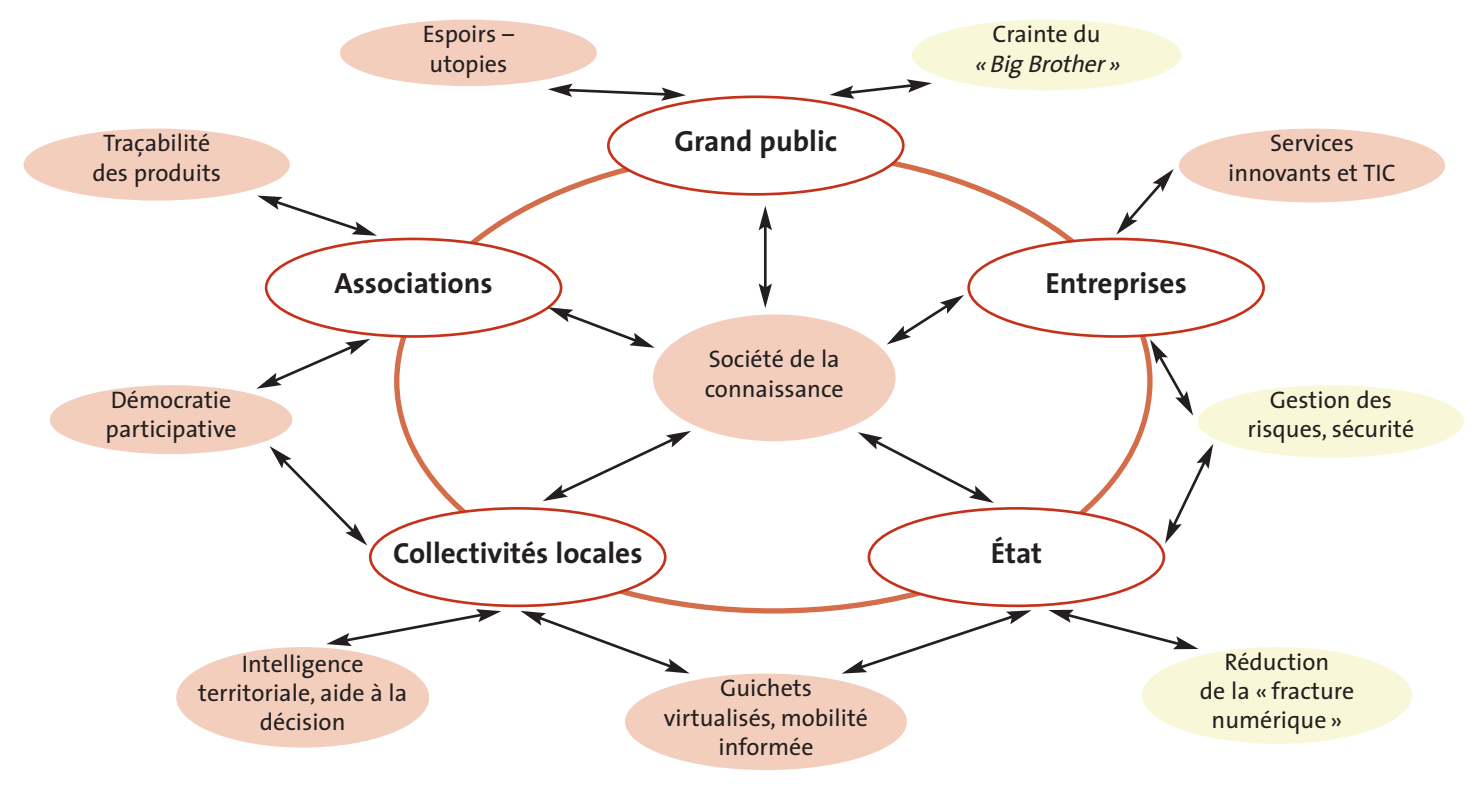 Espoirs –
utopies
Crainte du
« Big Brother »
Grand public
Traçabilité
des produits
Services
innovants et TIC
Associations
Entreprises
Société de la
connaissance
Démocratie
participative
Gestion des
risques, sécurité
Collectivités locales
État
Intelligence
territoriale, aide à la
décision
Guichets
virtualisés, mobilité
informée
Réduction
de la « fracture
numérique »